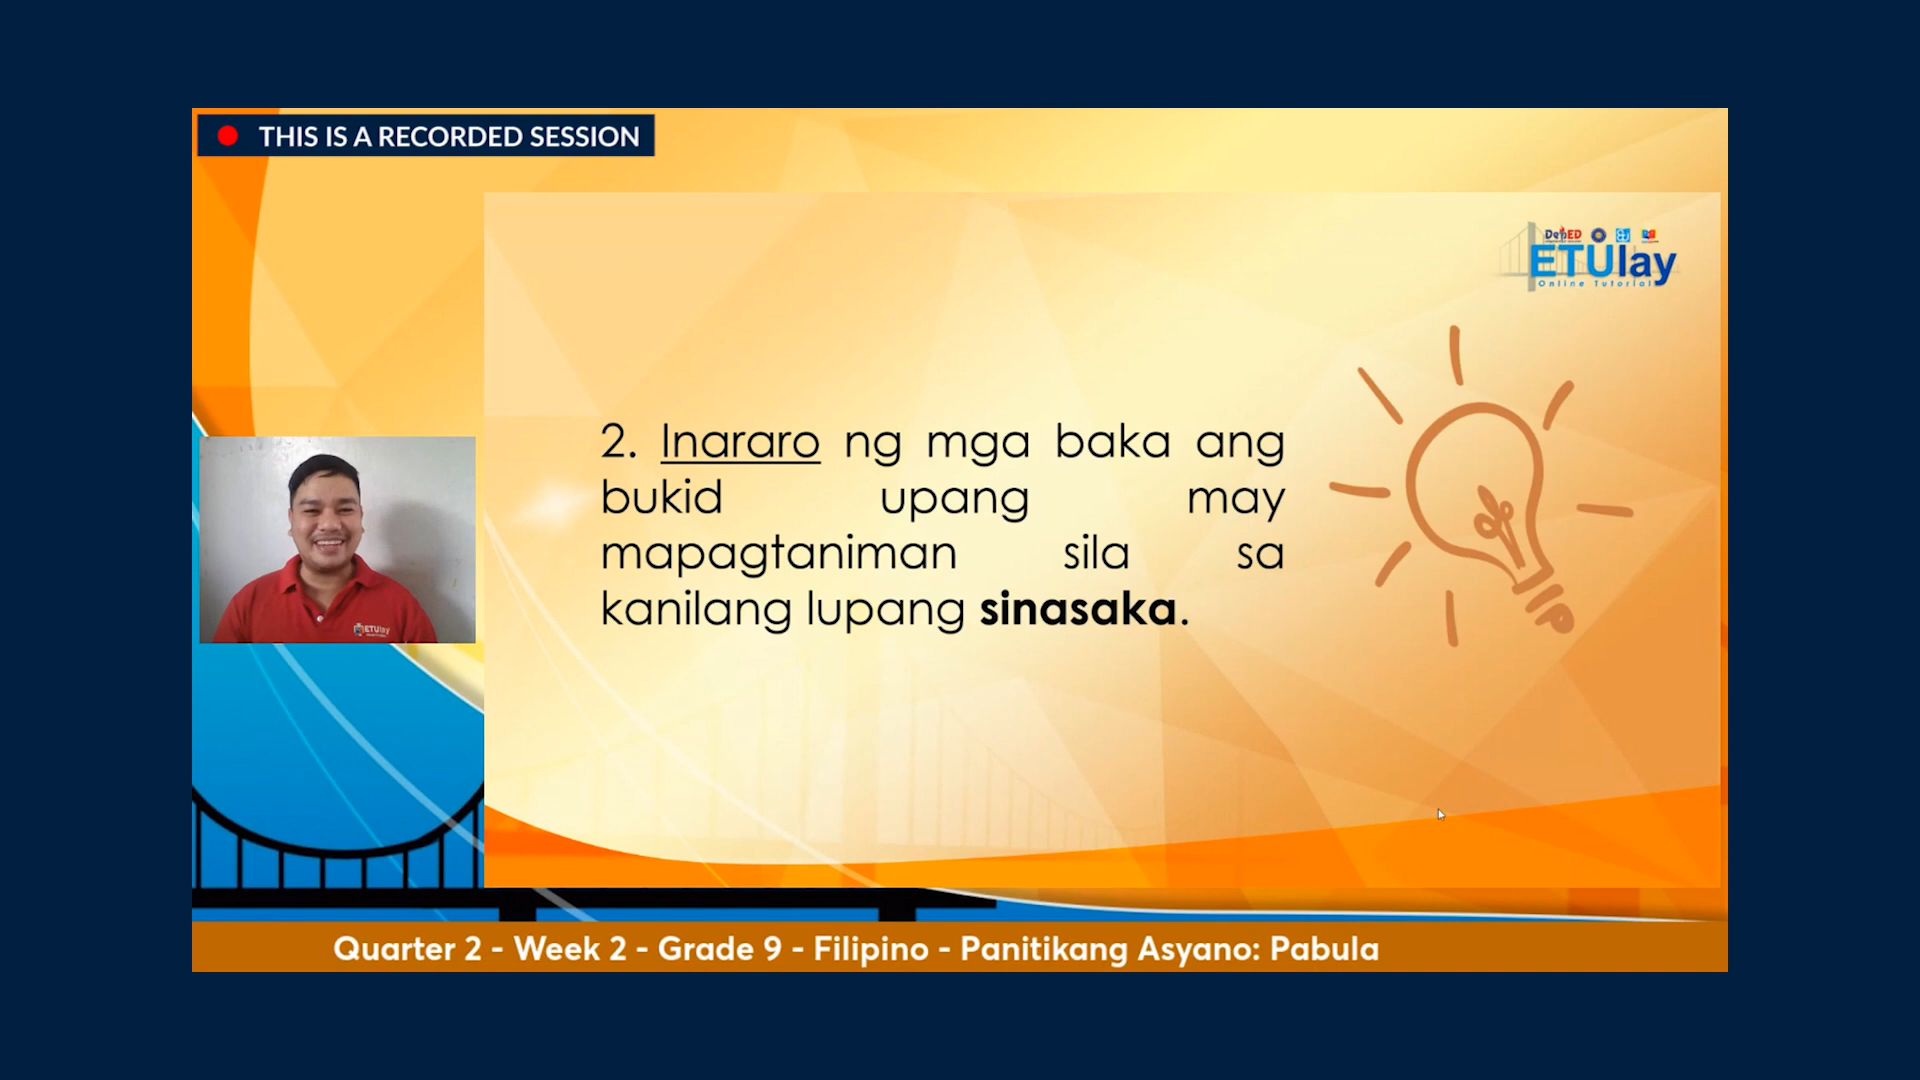 THIS IS A RECORDED SESSION
DepED
ETUlay
Online Tutorial
2. Inararo ng mga baka ang
bukid upang may
mapagtaniman sila sa
kanilang lupang sinasaka.
ETUlay
Quarter 2 - Week 2 - Grade 9 - Filipino - Panitikang Asyano: Pabula